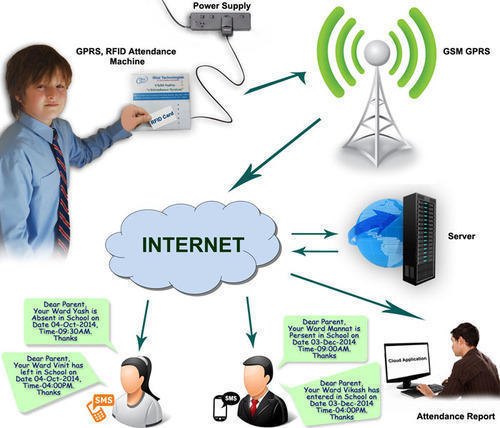 Power Supply
GPRS, RFID Attendance
Machine
GSM GPRS
RFID Card
INTERNET
Server
Dear Parent,
Your Ward Yash is
Absent in School on
Date 04-Oct-2014,
Time-09:30AM.
Thanks
Dear Parent,
Your Ward Vinit has
left in School on
Date 04-Oct-2014,
Time-04:00PM.
Thanks
SMS
Dear Parent,
Your Ward Mannat is
Persent in School on
Date 03-Dec-2014
Time-09:00AM.
Thanks
Dear Parent,
Your Ward Vikash has
entered in School on
Date 03-Dec-2014
Time-04:00PM.
Thanks
SMS
Cloud Application
Attendance Report